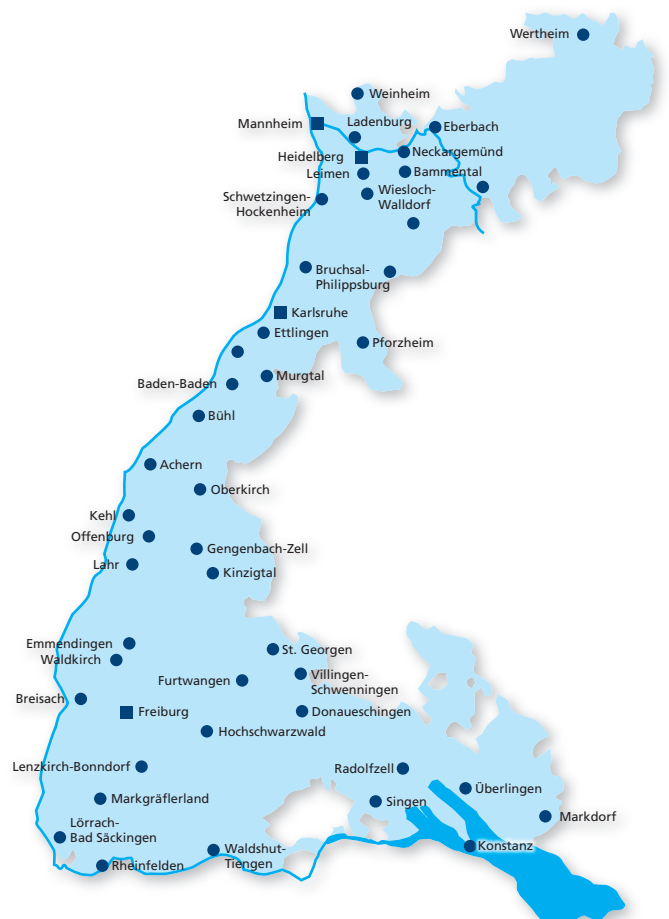 Wertheim
Weinheim
Mannheim
Ladenburg
Eberbach
Heidelberg
Neckargemünd
Leimen
Bammental
Schwetzingen-
Hockenheim
Wiesloch-
Walldorf
Bruchsal-
Philippsburg
Karlsruhe
Ettlingen
Pforzheim
Murgtal
Baden-Baden
Bühl
Achern
Oberkirch
Kehl
Offenburg
Gengenbach-Zell
Lahr
Kinzigtal
Emmendingen
Waldkirch
St. Georgen
Furtwangen
Villingen-
Schwenningen
Breisach
Freiburg
Donaueschingen
Hochschwarzwald
Lenzkirch-Bonndorf
Radolfzell
Markgräflerland
Singen
Überlingen
Markdorf
Lörrach-
Bad Säckingen
Konstanz
Waldshut-
Tiengen
Rheinfelden